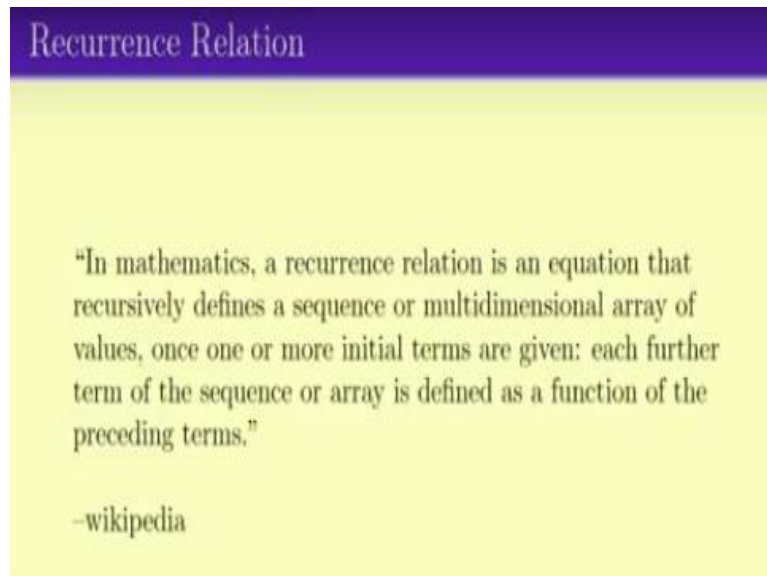 Recurrence Relation
“In mathematics, a recurrence relation is an equation that
recursively defines a sequence or multidimensional array of
values, once one or more initial terms are given: each further
term of the sequence or array is defined as a function of the
preceding terms.”
–wikipedia